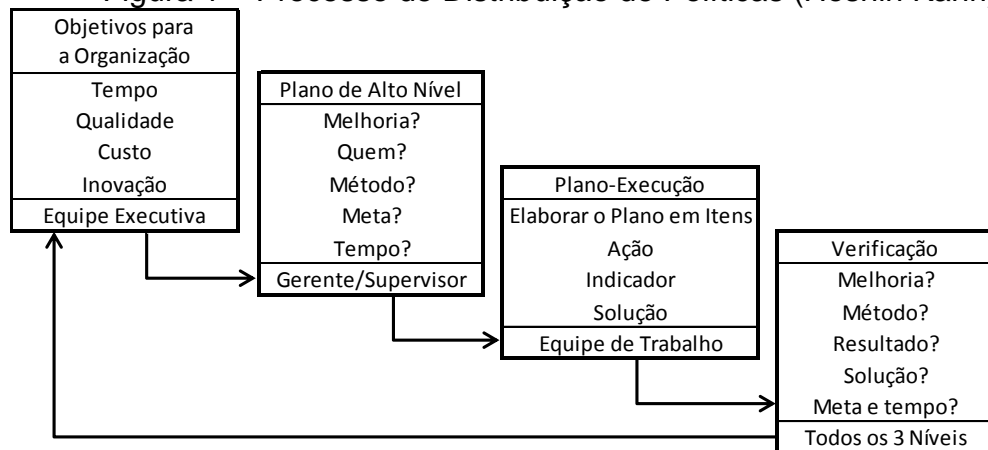 Objetivos para
a Organização
Tempo
Qualidade
Custo
Inovação
Equipe Executiva
Plano de Alto Nível
Melhoria?
Quem?
Método?
Meta?
Tempo?
Gerente/Supervisor
Plano-Execução
Elaborar o Plano em Itens
Ação
Indicador
Solução
Equipe de Trabalho
Verificação
Melhoria?
Método?
Resultado?
Solução?
Meta e tempo?
Todos os 3 Níveis